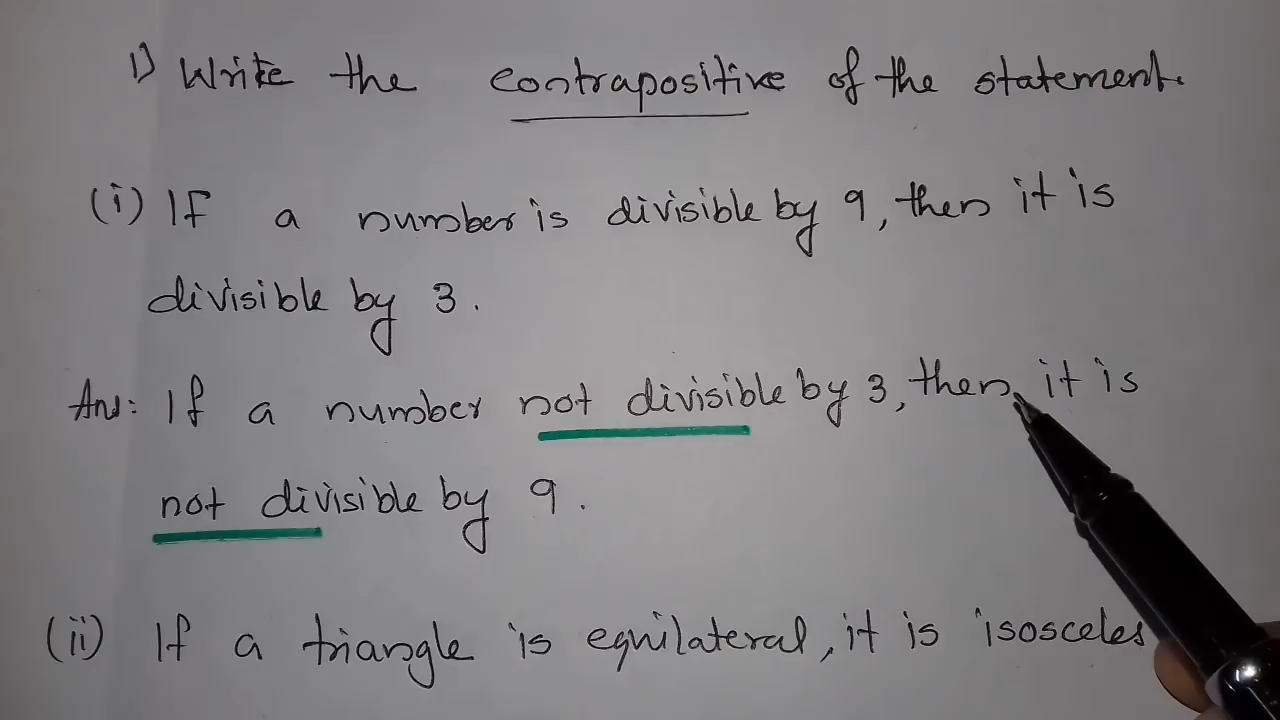 1) Write the contrapositive of the statement.
(i) If a number is divisible by 9, then it is
divisible by 3.
Ans: If a number not divisible by 3, then it is
not divisible by 9.
(ii) If a triangle is equilateral, it is isosceles